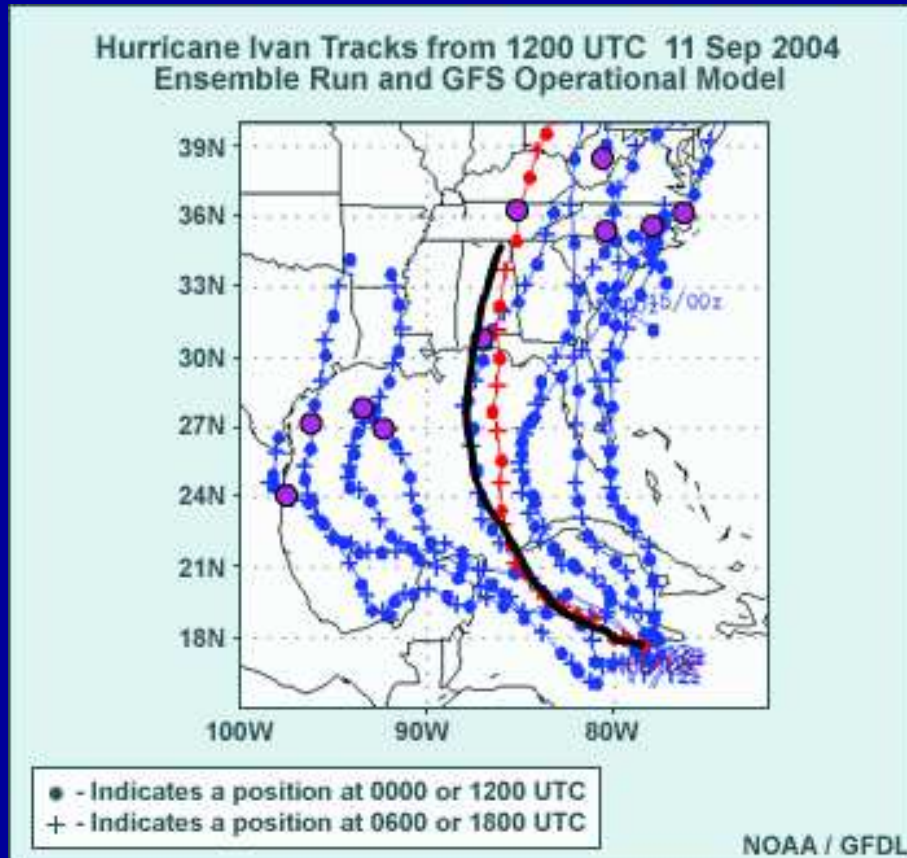 Hurricane Ivan Tracks from 1200 UTC 11 Sep 2004
Ensemble Run and GFS Operational Model
39N
36N
33N
30N
27N
24N
21N
18N
15/00z
100W
90W
80W
● - Indicates a position at 0000 or 1200 UTC
+ - Indicates a position at 0600 or 1800 UTC
NOAA / GFDL